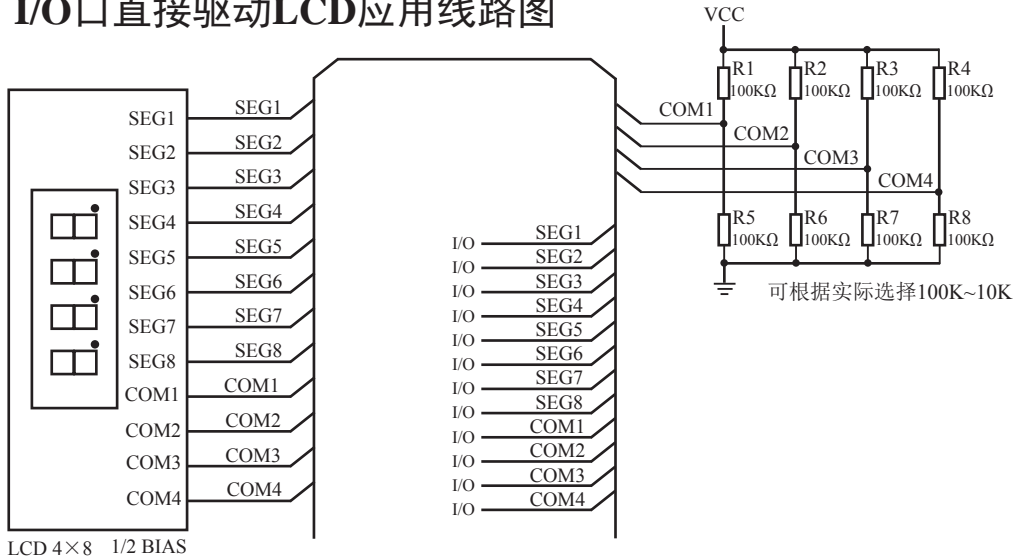 I/O口直接驱动LCD应用线路图
VCC
R1
100KΩ
R2
100KΩ
R3
100KΩ
R4
100KΩ
COM1
COM2
COM3
COM4
R5
100KΩ
R6
100KΩ
R7
100KΩ
R8
100KΩ
可根据实际选择100K~10K
SEG1 SEG1
SEG2 SEG2
SEG3 SEG3
SEG4 SEG4
SEG5 SEG5
SEG6 SEG6
SEG7 SEG7
SEG8 SEG8
COM1 COM1
COM2 COM2
COM3 COM3
COM4 COM4
I/O SEG1
I/O SEG2
I/O SEG3
I/O SEG4
I/O SEG5
I/O SEG6
I/O SEG7
I/O SEG8
I/O COM1
I/O COM2
I/O COM3
I/O COM4
LCD 4×8 1/2 BIAS